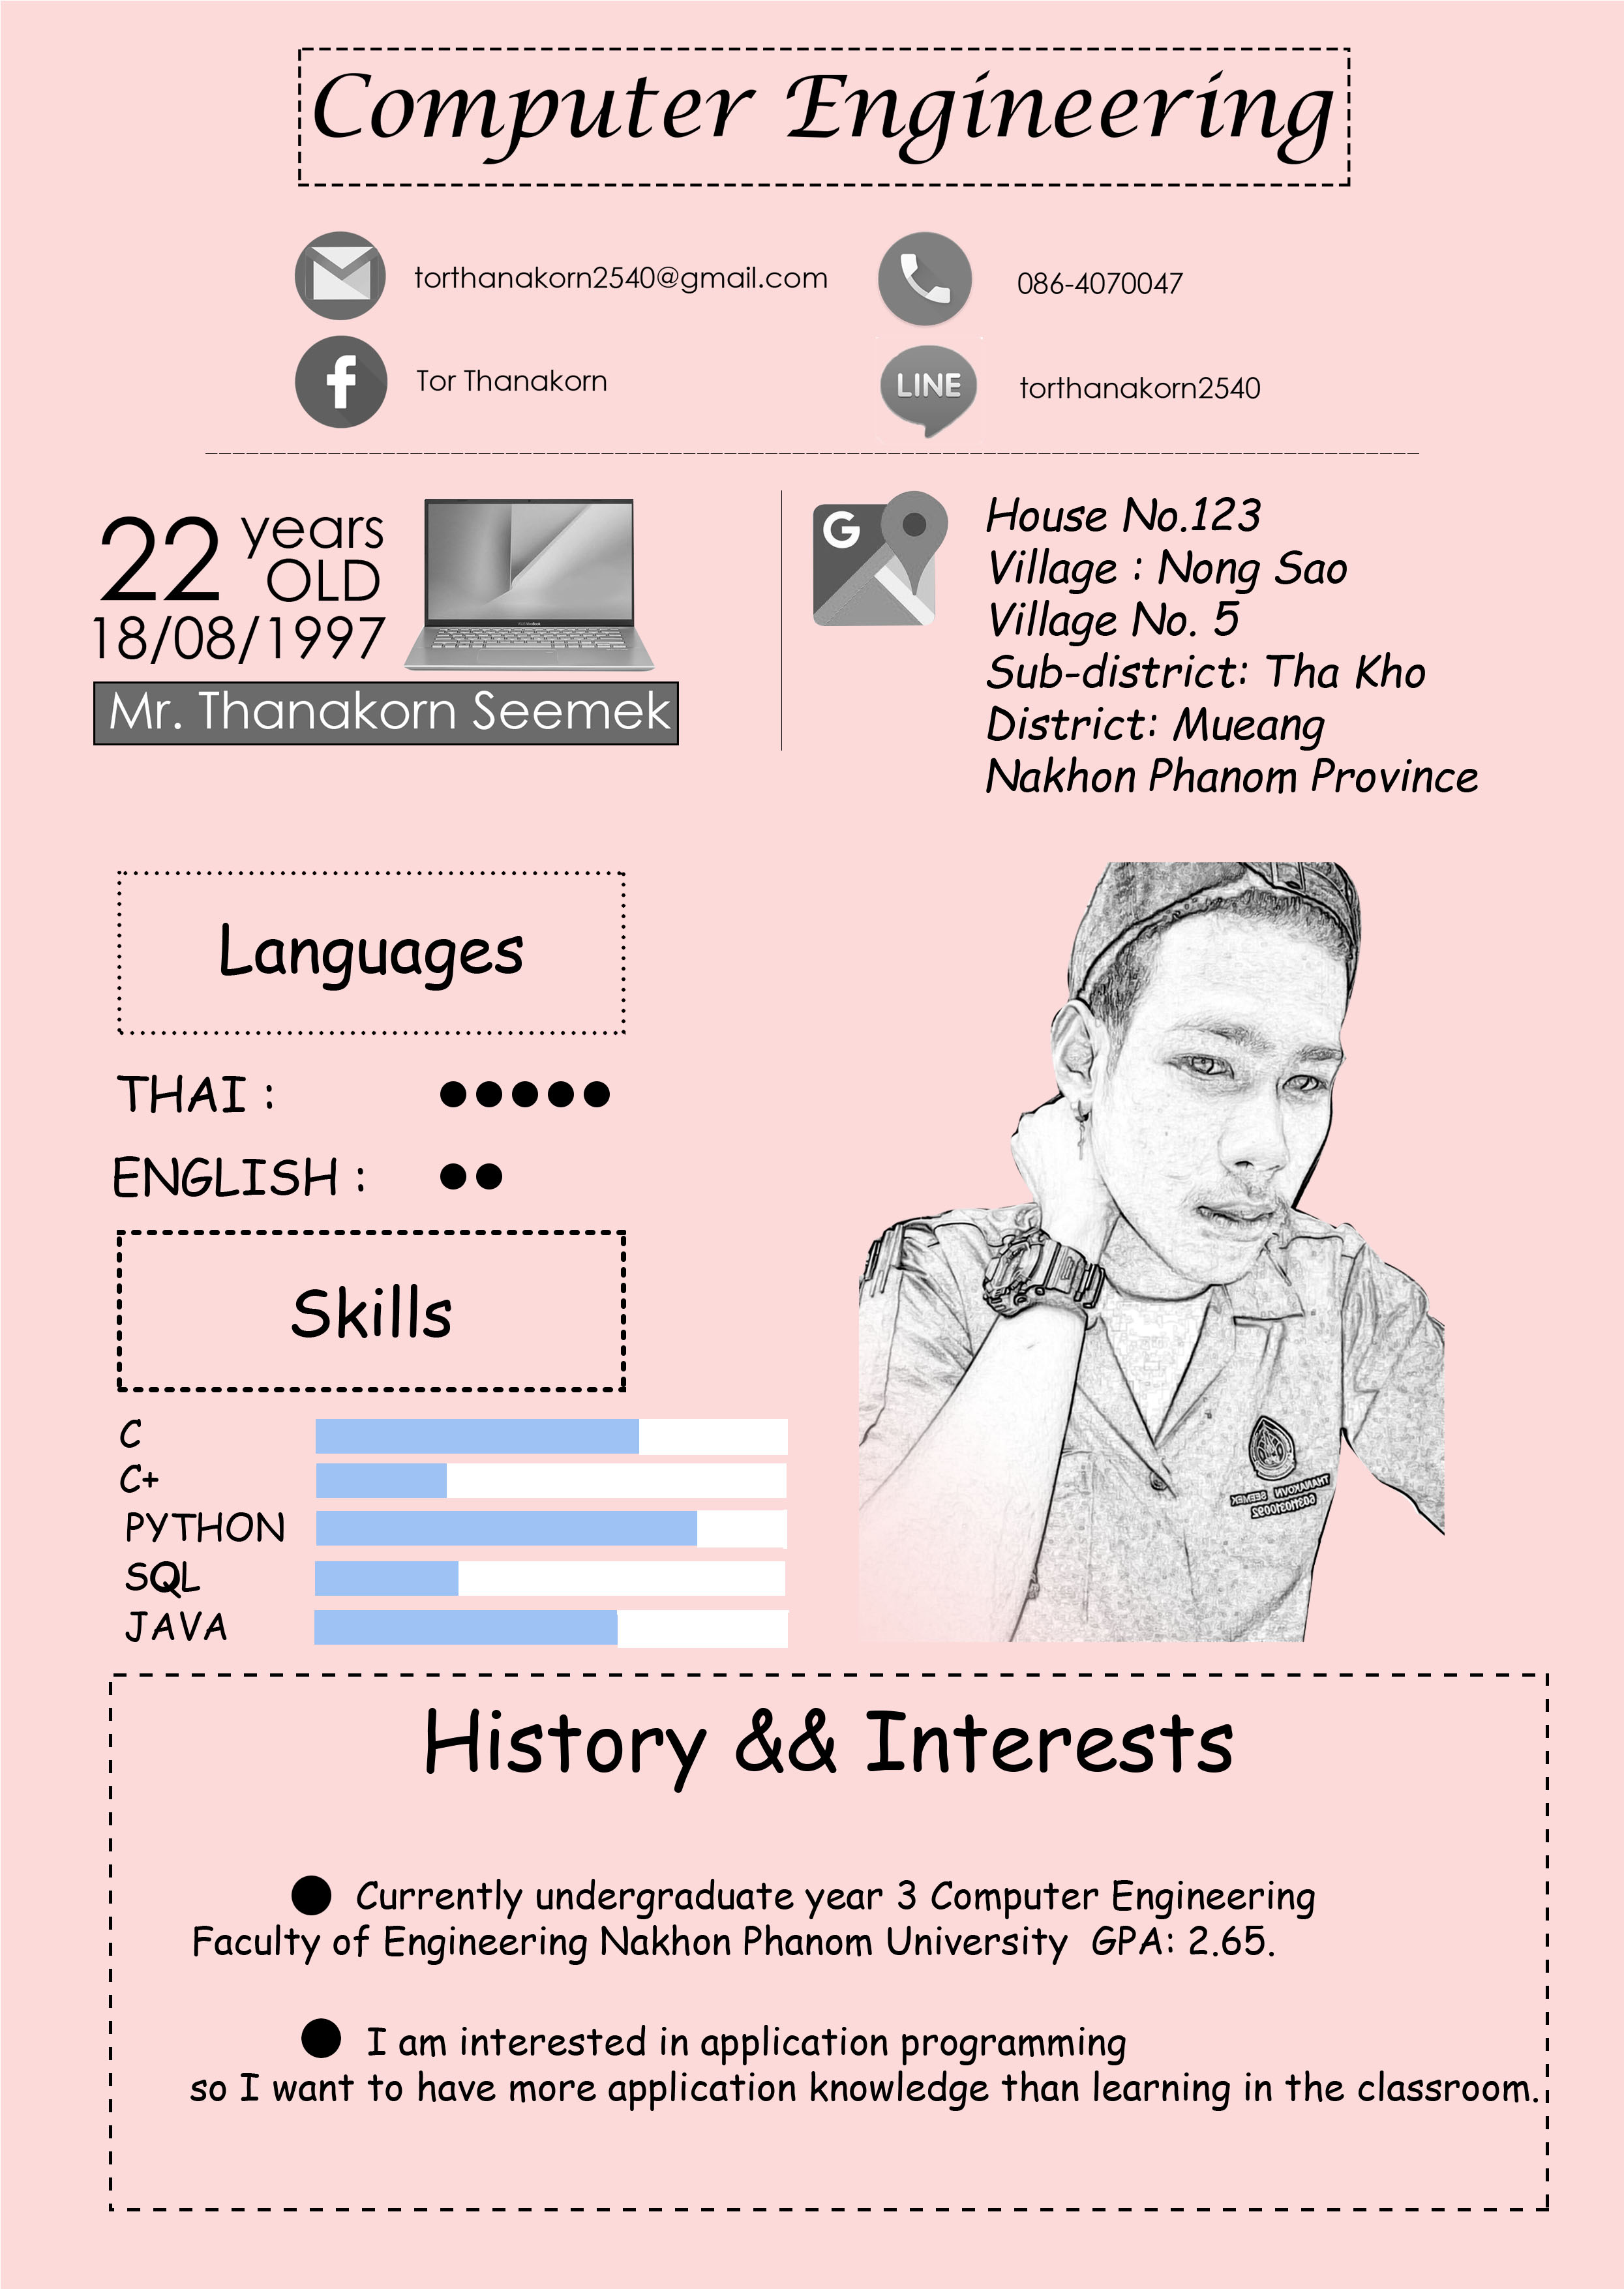 Computer Engineering
torthanakorn2540@gmail.com
086-4070047
Tor Thanakorn
LINE
torthanakorn2540
22 years
OLD
18/08/1997
Mr. Thanakorn Seemek
G
House No.123
Village : Nong Sao
Village No. 5
Sub-district: Tha Kho
District: Mueang
Nakhon Phanom Province
Languages
THAI :
ENGLISH :
Skills
C
C+
PYTHON
SQL
JAVA
THANAKOVN SEEMEK
History && Interests
Currently undergraduate year 3 Computer Engineering
Faculty of Engineering Nakhon Phanom University GPA: 2.65.
I am interested in application programming
so I want to have more application knowledge than learning in the classroom.